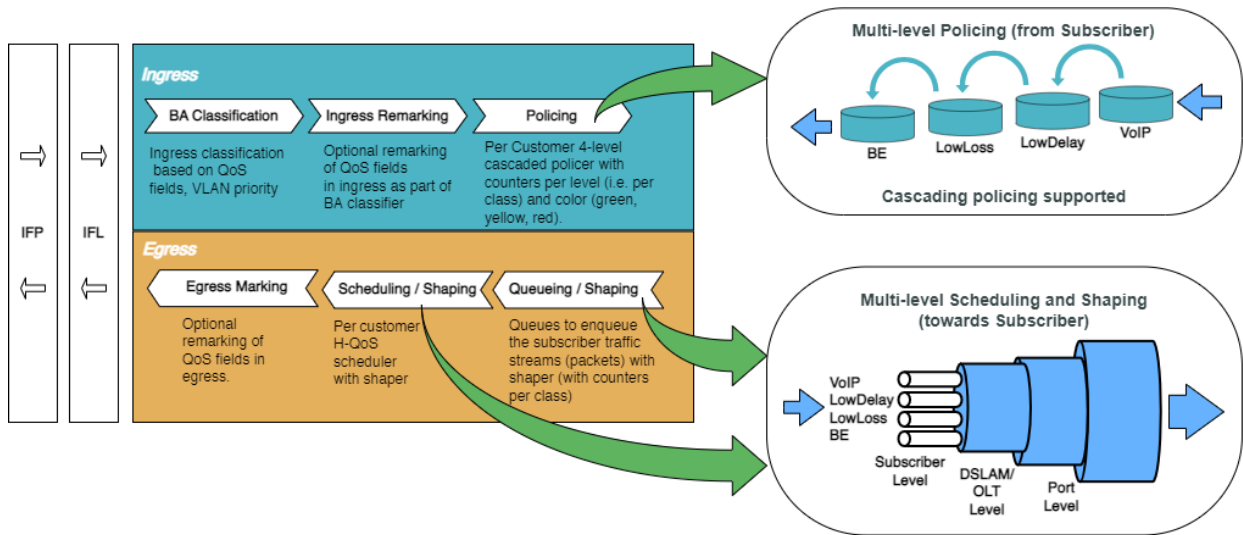 IFP
IFL
Ingress
BA Classification
Ingress Remarking
Policing
Ingress classification
based on QoS
fields, VLAN priority
Optional remarking
of QoS fields
in ingress as part of
BA classifier
Per Customer 4-level
cascaded policer with
counters per level (i.e. per
class) and color (green,
yellow, red).
Egress
Egress Marking
Scheduling / Shaping
Queueing / Shaping
Optional
remarking of
QoS fields in
egress.
Per customer
H-QoS
scheduler
with shaper
Queues to enqueue
the subscriber traffic
streams (packets) with
shaper (with counters
per class)
Multi-level Policing (from Subscriber)
BE
LowLoss
LowDelay
VoIP
Cascading policing supported
Multi-level Scheduling and Shaping
(towards Subscriber)
VoIP
LowDelay
LowLoss
BE
Subscriber
Level
DSLAM/
OLT
Level
Port
Level